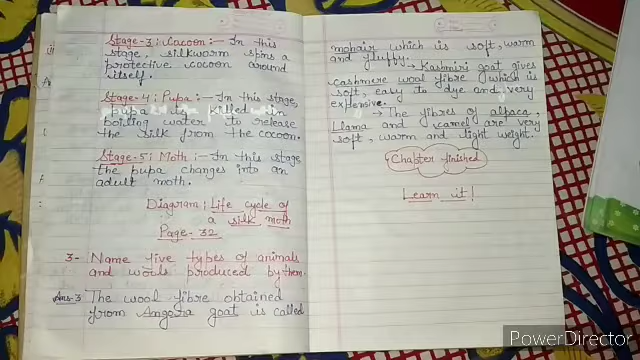 Stage-3: Cocoon:- In this
stage, silkworm spins a
protective cocoon around
itself.
Stage-4: Pupa:- In this stage,
pupa is killed in
boiling water to release
the silk from the cocoon.
Stage-5: Moth:- In this stage
the pupa changes into an
adult moth.
Diagram: Life cycle of
a silk moth
Page-32
3- Name five types of animals
and wools produced by them.
Ans-3 The wool fibre obtained
from Angora goat is called
mohair which is soft, warm
and fluffy.
→ Kashmiri goat gives
cashmere wool fibre which is
soft, easy to dye and very
expensive.
→ The fibres of alpaca,
Llama and camel are very
soft, warm and light weight.
Chapter finished
Learn it!
PowerDirector